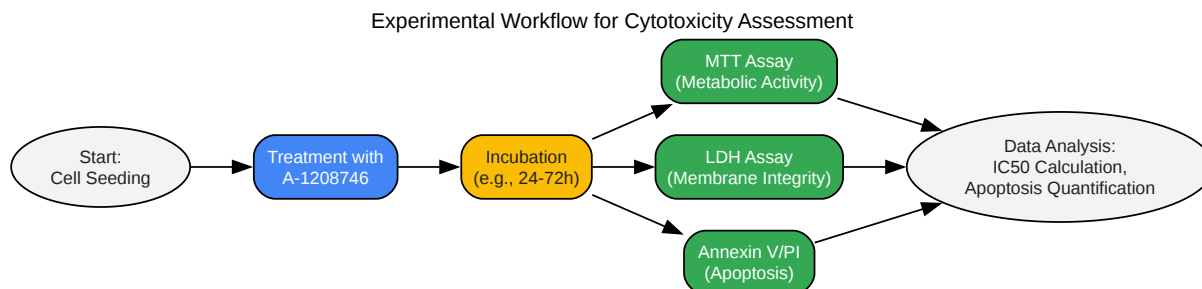 Experimental Workflow for Cytotoxicity Assessment
Start:
Cell Seeding
Treatment with
A-1208746
Incubation
(e.g., 24-72h)
MTT Assay
(Metabolic Activity)
LDH Assay
(Membrane Integrity)
Annexin V/PI
(Apoptosis)
Data Analysis:
IC50 Calculation,
Apoptosis Quantification